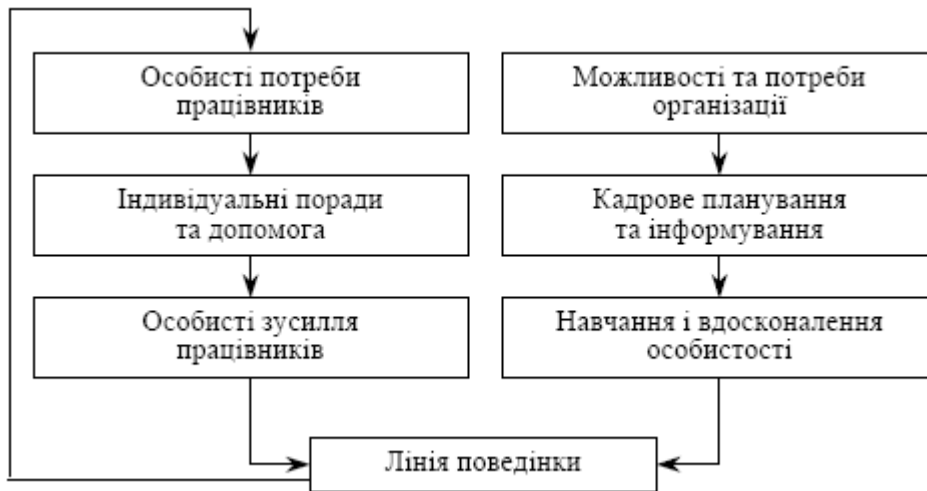 Особисті потреби
працівників
Можливості та потреби
організації
Індивідуальні поради
та допомога
Кадрове планування
та інформування
Особисті зусилля
працівників
Навчання і вдосконалення
особистості
Лінія поведінки